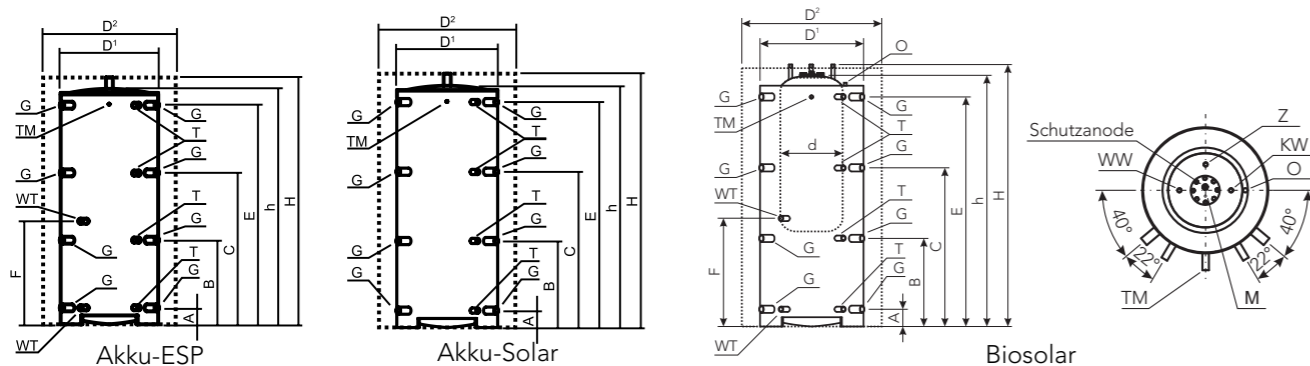 D²
D¹
G
TM
G
WT
G
WT
G
G
T
G
T
G
T
G
F
A
B
C
E
h
H
Akku-ESP
D²
D¹
G
TM
G
G
G
G
T
G
T
G
T
G
A
B
C
E
h
H
Akku-Solar
D²
D¹
O
G
TM
G
WT
G
G
WT
d
G
T
G
T
G
T
G
F
A
B
C
E
h
H
Biosolar
Schutzanode
WW
Z
KW
O
40°
22°
40°
22°
TM
M